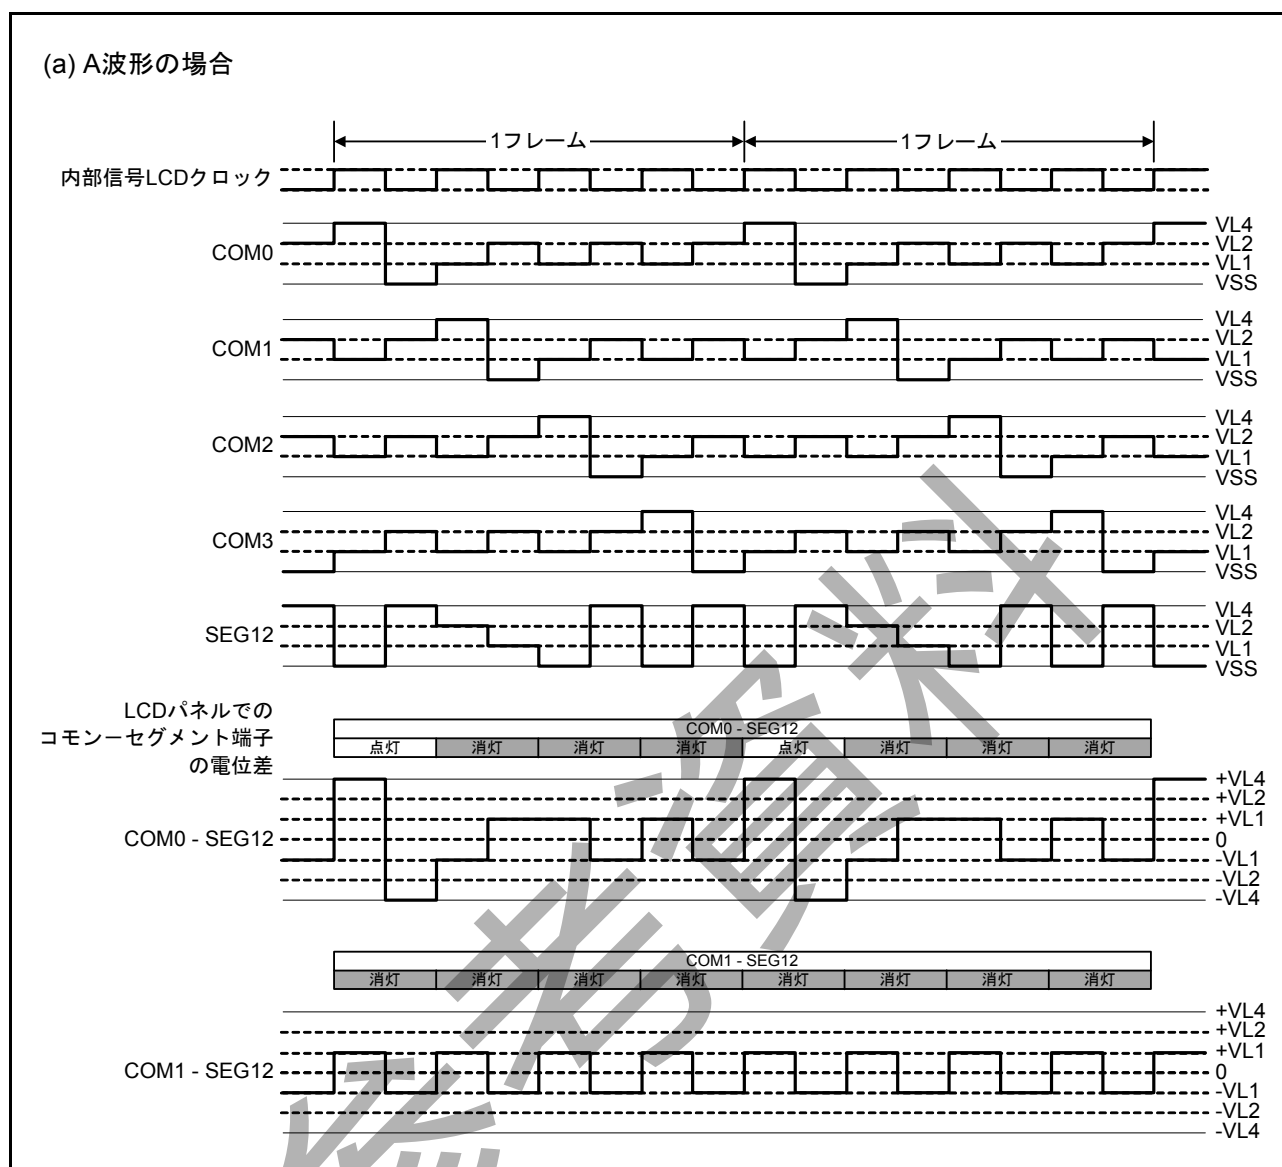 (a) A波形の場合
1フレーム 1フレーム
内部信号LCDクロック
COM0
VL4
VL2
VL1
VSS
COM1
VL4
VL2
VL1
VSS
COM2
VL4
VL2
VL1
VSS
COM3
VL4
VL2
VL1
VSS
SEG12
VL4
VL2
VL1
VSS
LCDパネルでの
コモンーセグメント端子
の電位差
COM0 - SEG12
点灯 消灯 消灯 消灯 点灯 消灯 消灯 消灯
COM0 - SEG12
+VL4
+VL2
+VL1
0
-VL1
-VL2
-VL4
COM1 - SEG12
消灯 消灯 消灯 消灯 消灯 消灯 消灯 消灯
COM1 - SEG12
+VL4
+VL2
+VL1
0
-VL1
-VL2
-VL4
参考資料